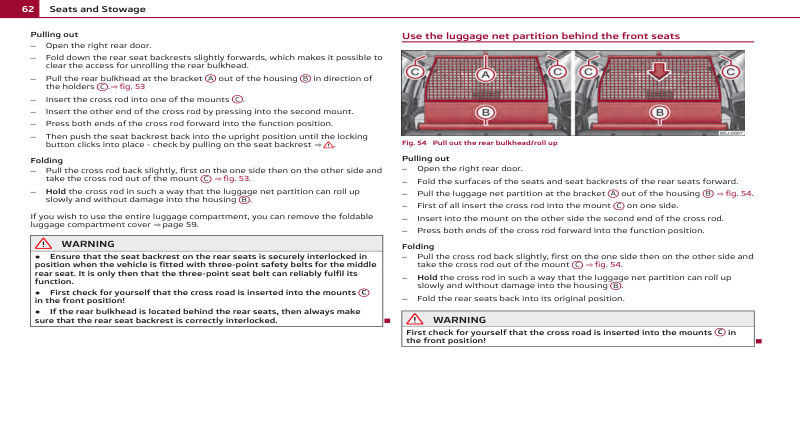 62 Seats and Stowage
Pulling out
– Open the right rear door.
– Fold down the rear seat backrests slightly forwards, which makes it possible to
clear the access for unrolling the rear bulkhead.
– Pull the rear bulkhead at the bracket A out of the housing B in direction of
the holders C.⇒ fig. 53
– Insert the cross rod into one of the mounts C.
– Insert the other end of the cross rod by pressing into the second mount.
– Press both ends of the cross rod forward into the function position.
– Then push the seat backrest back into the upright position until the locking
button clicks into place - check by pulling on the seat backrest ⇒ ⚠.
Folding
– Pull the cross rod back slightly, first on the one side then on the other side and
take the cross rod out of the mount C ⇒ fig. 53.
– Hold the cross rod in such a way that the luggage net partition can roll up
slowly and without damage into the housing B.
If you wish to use the entire luggage compartment, you can remove the foldable
luggage compartment cover ⇒ page 59.
WARNING
● Ensure that the seat backrest on the rear seats is securely interlocked in
position when the vehicle is fitted with three-point safety belts for the middle
rear seat. It is only then that the three-point seat belt can reliably fulfil its
function.
● First check for yourself that the cross road is inserted into the mounts C
in the front position!
● If the rear bulkhead is located behind the rear seats, then always make
sure that the rear seat backrest is correctly interlocked.
Use the luggage net partition behind the front seats
C A C C C
B B
Fig. 54 Pull out the rear bulkhead/roll up
Pulling out
– Open the right rear door.
– Fold the surfaces of the seats and seat backrests of the rear seats forward.
– Pull the luggage net partition at the bracket A out of the housing B ⇒ fig. 54.
– First of all insert the cross rod into the mount C on one side.
– Insert into the mount on the other side the second end of the cross rod.
– Press both ends of the cross rod forward into the function position.
Folding
– Pull the cross rod back slightly, first on the one side then on the other side and
take the cross rod out of the mount C ⇒ fig. 54.
– Hold the cross rod in such a way that the luggage net partition can roll up
slowly and without damage into the housing B.
– Fold the rear seats back into its original position.
WARNING
First check for yourself that the cross road is inserted into the mounts C in
the front position!